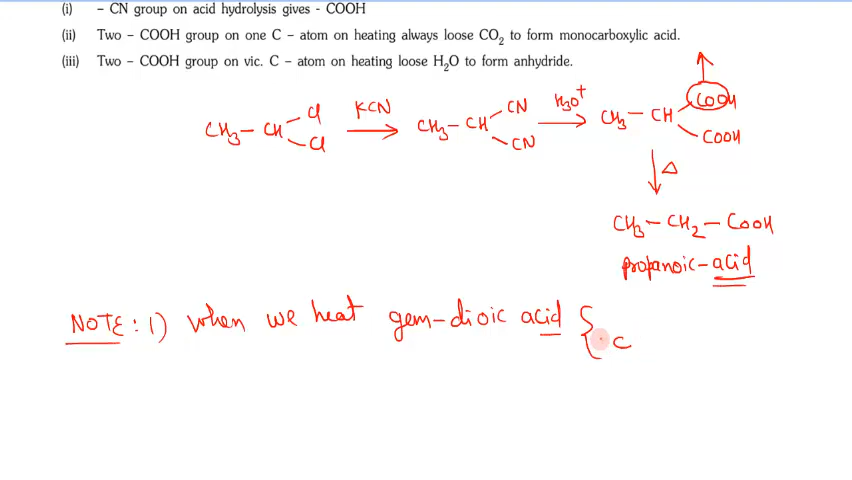 (i) – CN group on acid hydrolysis gives - COOH
(ii) Two – COOH group on one C – atom on heating always loose CO₂ to form monocarboxylic acid.
(iii) Two – COOH group on vic. C – atom on heating loose H₂O to form anhydride.
CH₃ – CH – Cl – Cl KCN → CH₃ – CH – CN – CN H₃O⁺ → CH₃ – CH – COOH – COOH
Δ
CH₃ – CH₂ – COOH
propanoic-acid
NOTE : 1) when we heat gem-dioic acid { C